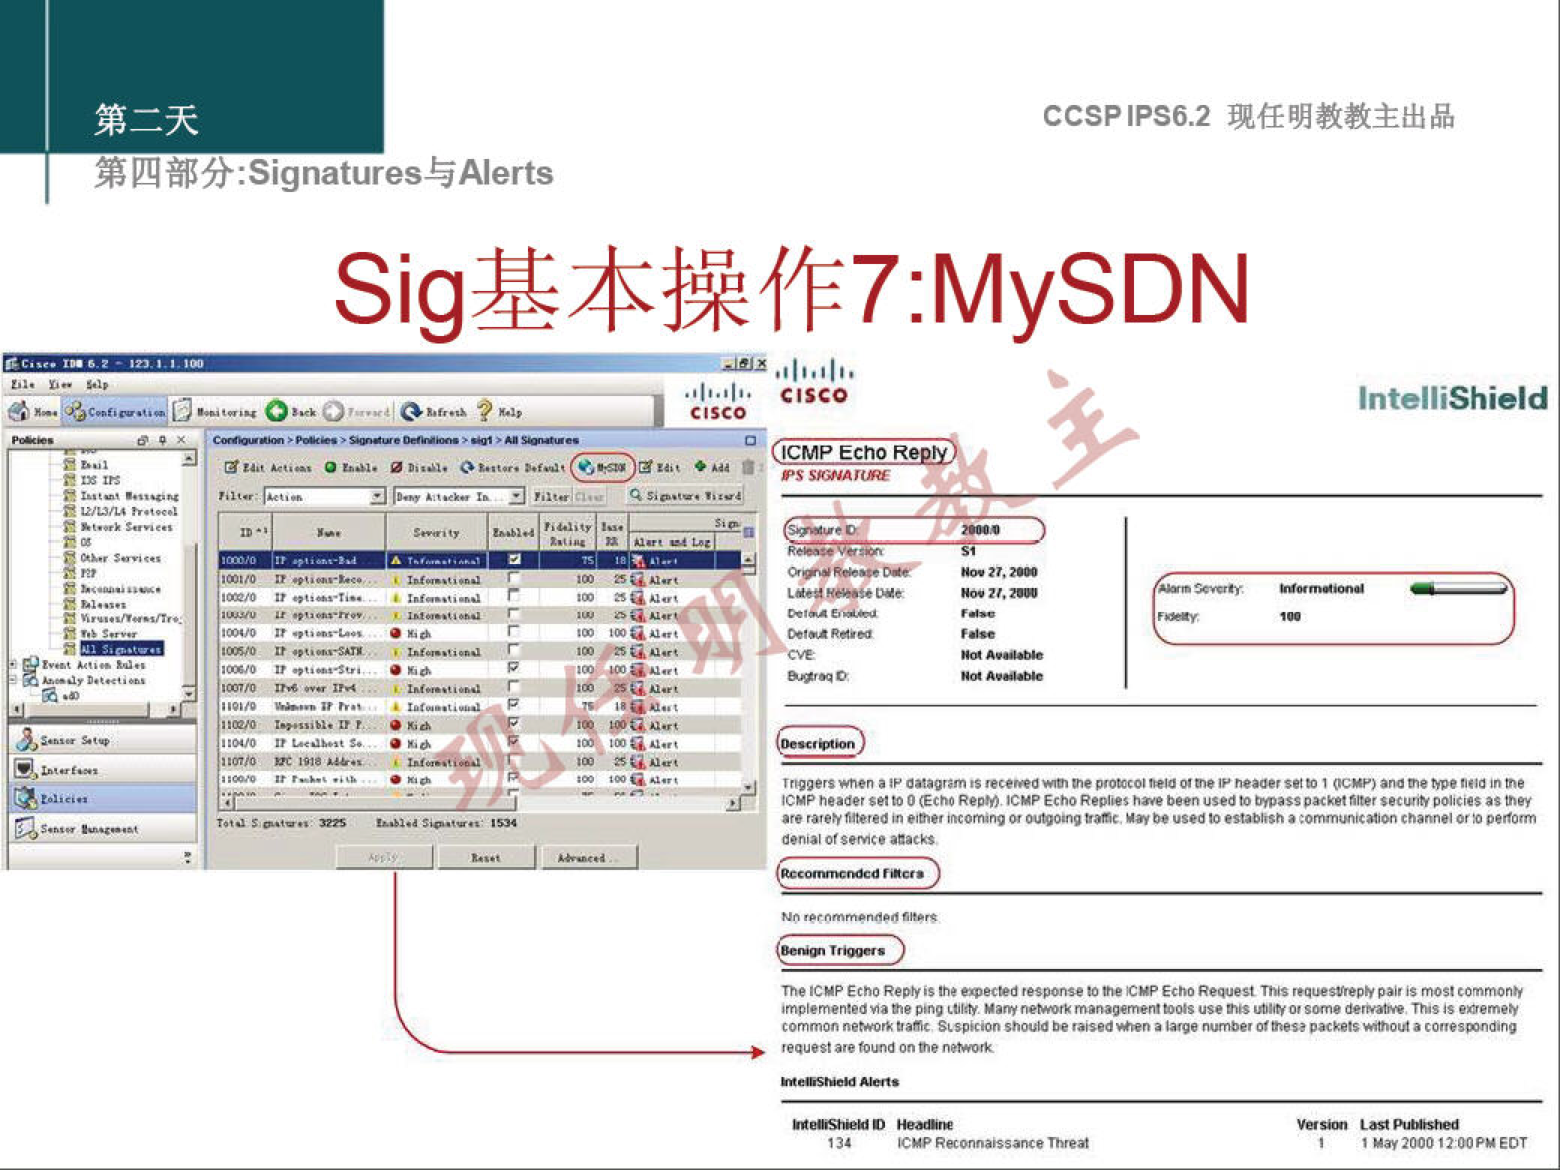 第二天
CCSP IPS6.2 现任明教教主出品
第四部分:Signatures与Alerts
Sig基本操作7:MySDN
Cisco IDM 6.2 - 123.1.1.100
File View Help
Home Configuration Monitoring Back Forward Refresh Help
CISCO
Policies
Email
IDS IPS
Instant Messaging
L2/L3/L4 Protocol
Network Services
OS
Other Services
P2P
Reconnaissance
Releases
Viruses/Worms/Tro
Web Server
All Signatures
Event Action Rules
Anomaly Detections
ad0
Sensor Setup
Interfaces
Policies
Sensor Management
Configuration > Policies > Signature Definitions > sig1 > All Signatures
Edit Actions Enable Disable Restore Default MySDN Edit Add
Filter: Action Deny Attacker In... Filter Clear Signature Wizard
ID Name Severity Enabled Fidelity Rating Base RR Alert and Log
1000/0 IP options-Bad Informational 75 18 Alert
1001/0 IP options-Reco... Informational 100 25 Alert
1002/0 IP options-Time... Informational 100 25 Alert
1003/0 IP options-Prov... Informational 100 25 Alert
1004/0 IP options-Loos... High 100 100 Alert
1005/0 IP options-SATN... Informational 100 25 Alert
1006/0 IP options-Stri... High 100 100 Alert
1007/0 IPv6 over IPv4 ... Informational 100 25 Alert
1101/0 Unknown IP Prot... Informational 75 18 Alert
1102/0 Impossible IP P... High 100 100 Alert
1104/0 IP Localhost So... High 100 100 Alert
1107/0 RFC 1918 Addres... Informational 100 25 Alert
IP Packet with ... High 100 100 Alert
Total Signatures: 3225 Enabled Signatures: 1534
Apply Reset Advanced...
CISCO
IntelliShield
ICMP Echo Reply
IPS SIGNATURE
Signature ID: 2000/0
Release Version: S1
Original Release Date: Nov 27, 2000
Latest Release Date: Nov 27, 2000
Default Enabled: False
Default Retired: False
CVE: Not Available
Bugtraq ID: Not Available
Alarm Severity: Informational
Fidelity: 100
Description
Triggers when a IP datagram is received with the protocol field of the IP header set to 1 (ICMP) and the type field in the
ICMP header set to 0 (Echo Reply). ICMP Echo Replies have been used to bypass packet filter security policies as they
are rarely filtered in either incoming or outgoing traffic. May be used to establish a communication channel or to perform
denial of service attacks.
Recommended Filters
No recommended filters.
Benign Triggers
The ICMP Echo Reply is the expected response to the ICMP Echo Request. This request/reply pair is most commonly
implemented via the ping utility. Many network management tools use this utility or some derivative. This is extremely
common network traffic. Suspicion should be raised when a large number of these packets without a corresponding
request are found on the network.
IntelliShield Alerts
IntelliShield ID Headline Version Last Published
134 ICMP Reconnaissance Threat 1 1 May 2000 12:00 PM EDT
现任明教教主